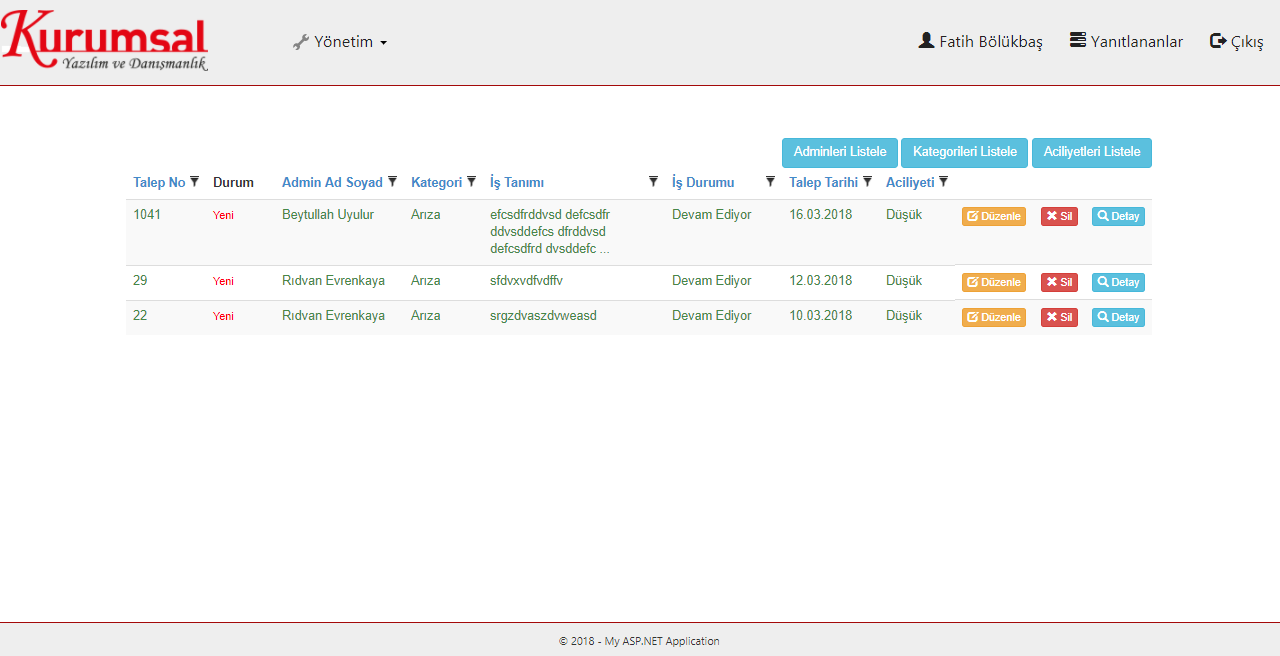 Kurumsal
Yazılım ve Danışmanlık
Yönetim
Fatih Bölükbaş Yanıtlananlar Çıkış
Adminleri Listele Kategorileri Listele Aciliyetleri Listele
Talep No Durum Admin Ad Soyad Kategori İş Tanımı İş Durumu Talep Tarihi Aciliyeti
1041 Yeni Beytullah Uyulur Arıza efcsdfrddvsd defcsdfr Devam Ediyor 16.03.2018 Düşük Düzenle Sil Detay
ddvsddefcs dfrddvsd
defcsdfrd dvsddefc ...
29 Yeni Rıdvan Evrenkaya Arıza sfdvxvdfvdffv Devam Ediyor 12.03.2018 Düşük Düzenle Sil Detay
22 Yeni Rıdvan Evrenkaya Arıza srgzdvaszdvweasd Devam Ediyor 10.03.2018 Düşük Düzenle Sil Detay
© 2018 - My ASP.NET Application